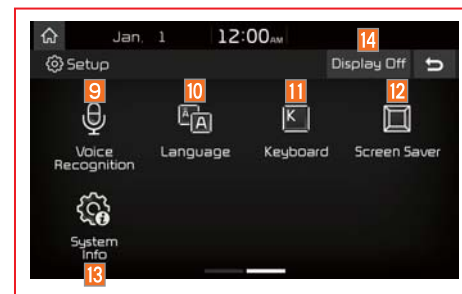 Jan. 1 12:00AM
14
Setup Display Off
9 10 11 12
A A K
Voice Recognition Language Keyboard Screen Saver
System
Info
13